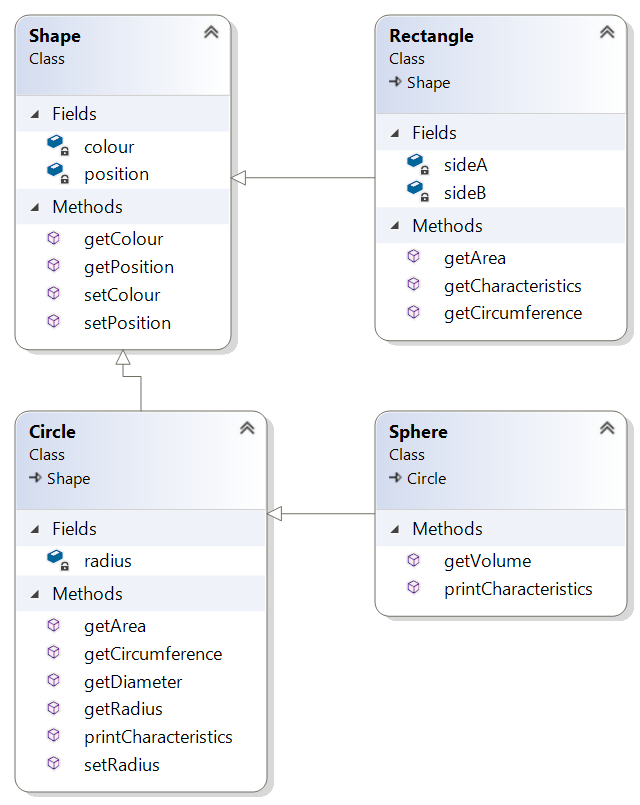 Shape
Class
Fields
colour
position
Methods
getColour
getPosition
setColour
setPosition
Rectangle
Class
Shape
Fields
sideA
sideB
Methods
getArea
getCharacteristics
getCircumference
Circle
Class
Shape
Fields
radius
Methods
getArea
getCircumference
getDiameter
getRadius
printCharacteristics
setRadius
Sphere
Class
Circle
Methods
getVolume
printCharacteristics